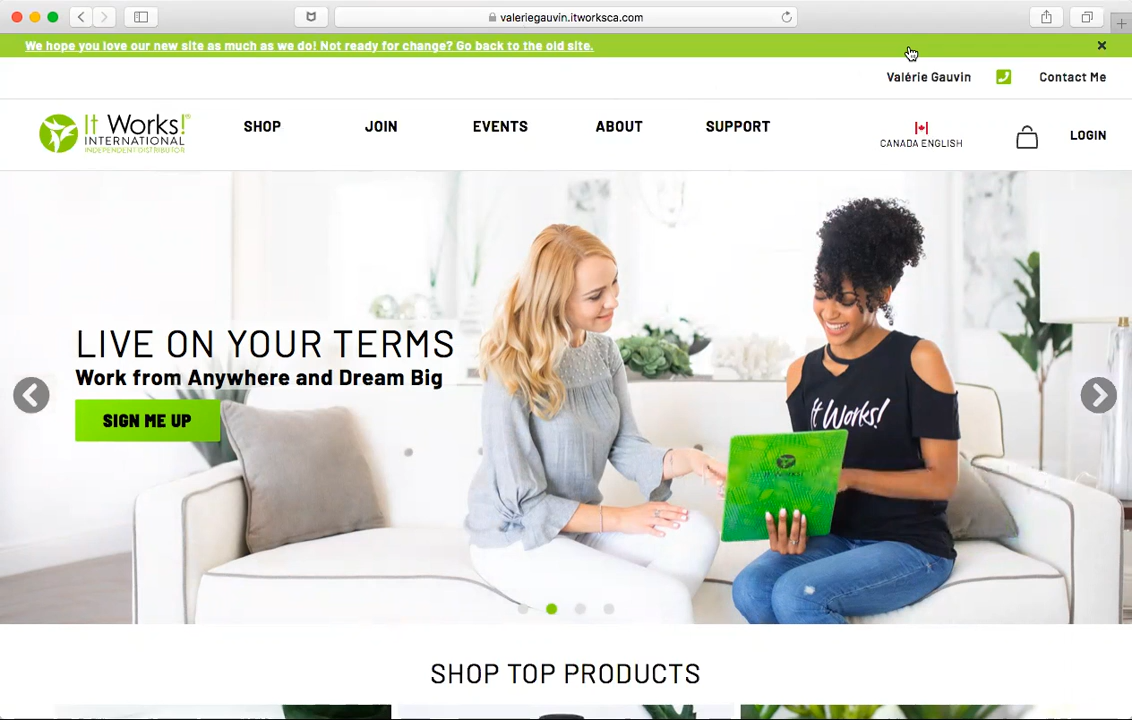 valeriegauvin.itworksca.com
We hope you love our new site as much as we do! Not ready for change? Go back to the old site.
Valérie Gauvin
Contact Me
It Works!®
INTERNATIONAL
INDEPENDENT DISTRIBUTOR
SHOP
JOIN
EVENTS
ABOUT
SUPPORT
CANADA ENGLISH
LOGIN
LIVE ON YOUR TERMS
Work from Anywhere and Dream Big
SIGN ME UP
It Works!
SHOP TOP PRODUCTS